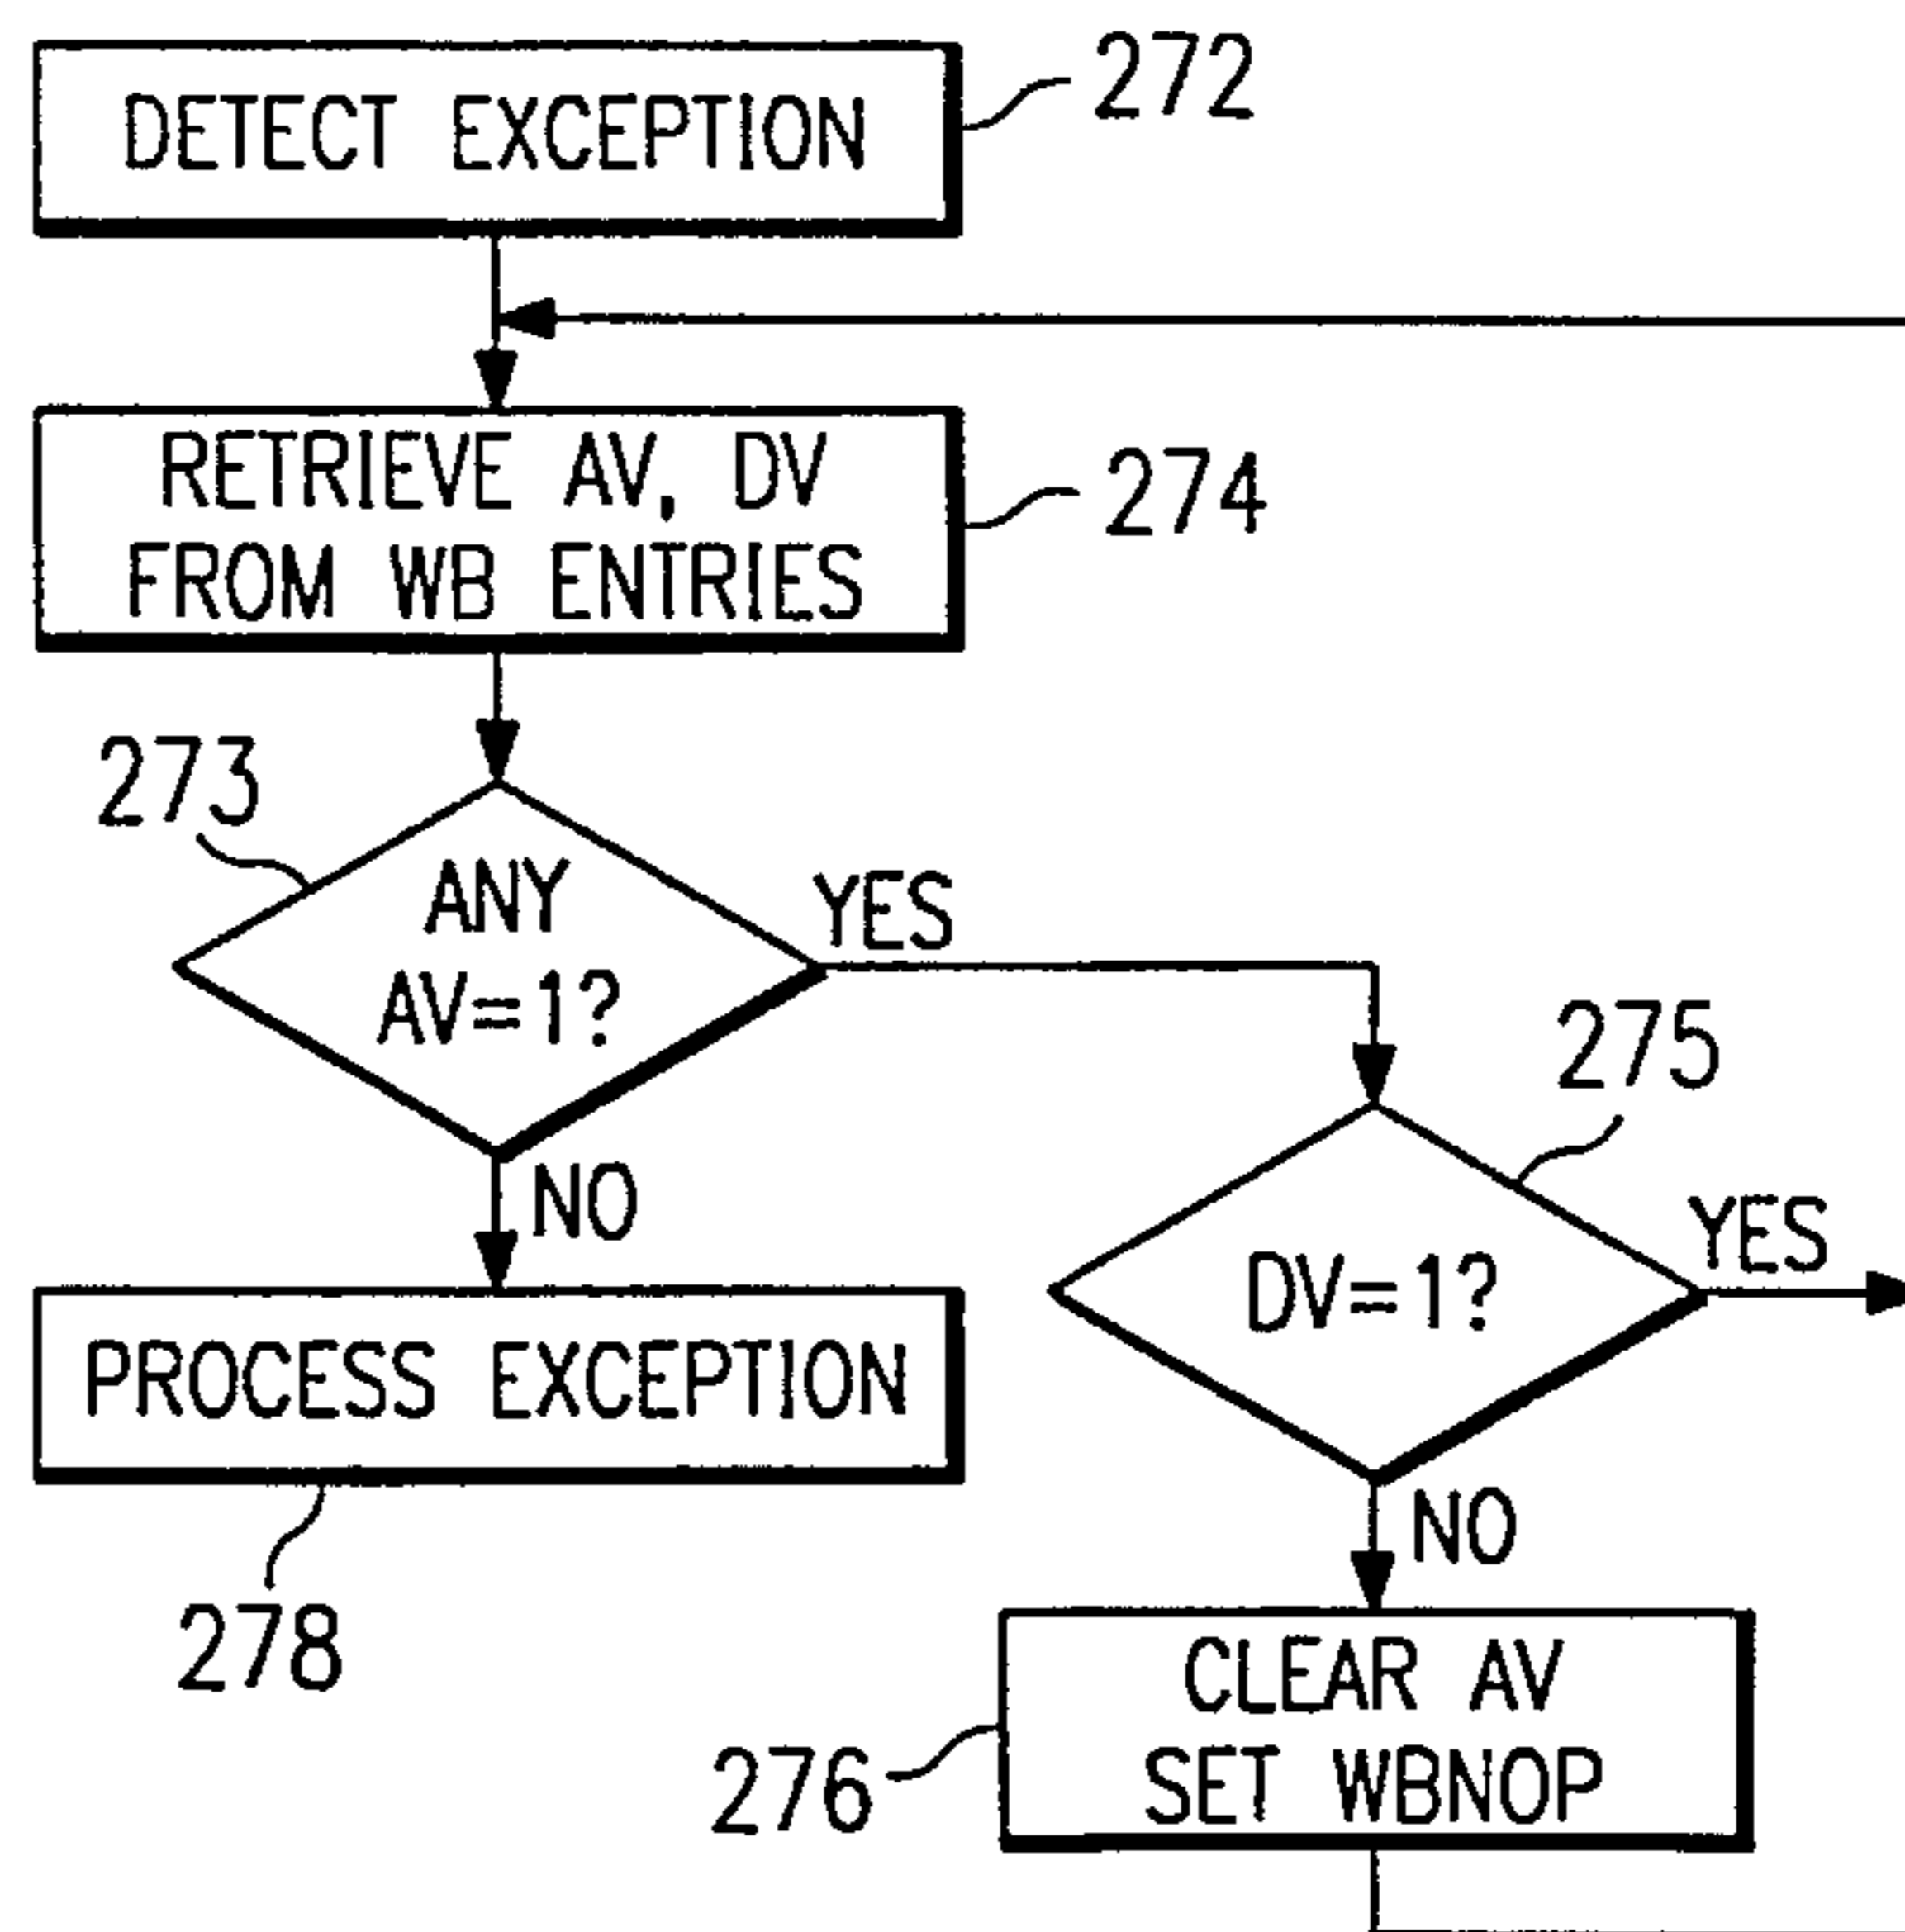 DETECT EXCEPTION
272
RETRIEVE AV, DV
FROM WB ENTRIES
274
273
ANY
AV=1?
YES
NO
275
DV=1?
YES
NO
PROCESS EXCEPTION
278
CLEAR AV
SET WBNOP
276